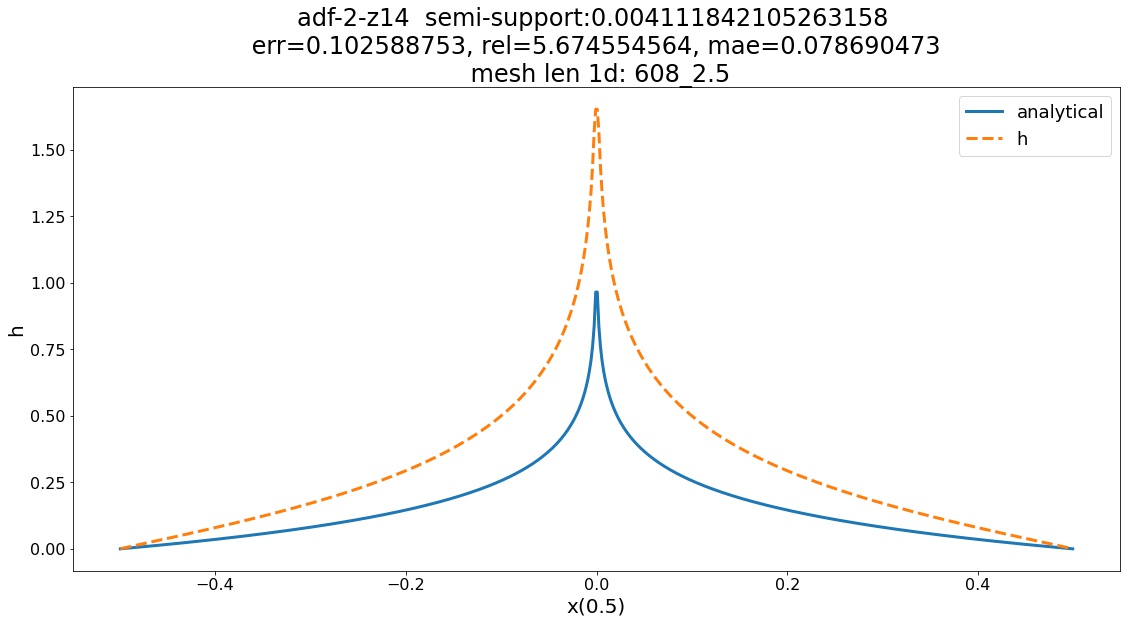 adf-2-z14  semi-support:0.004111842105263158
err=0.102588753, rel=5.674554564, mae=0.078690473
mesh len 1d: 608_2.5
analytical
h
1.50
1.25
1.00
0.75
0.50
0.25
0.00
h
−0.4
−0.2
0.0
0.2
0.4
x(0.5)